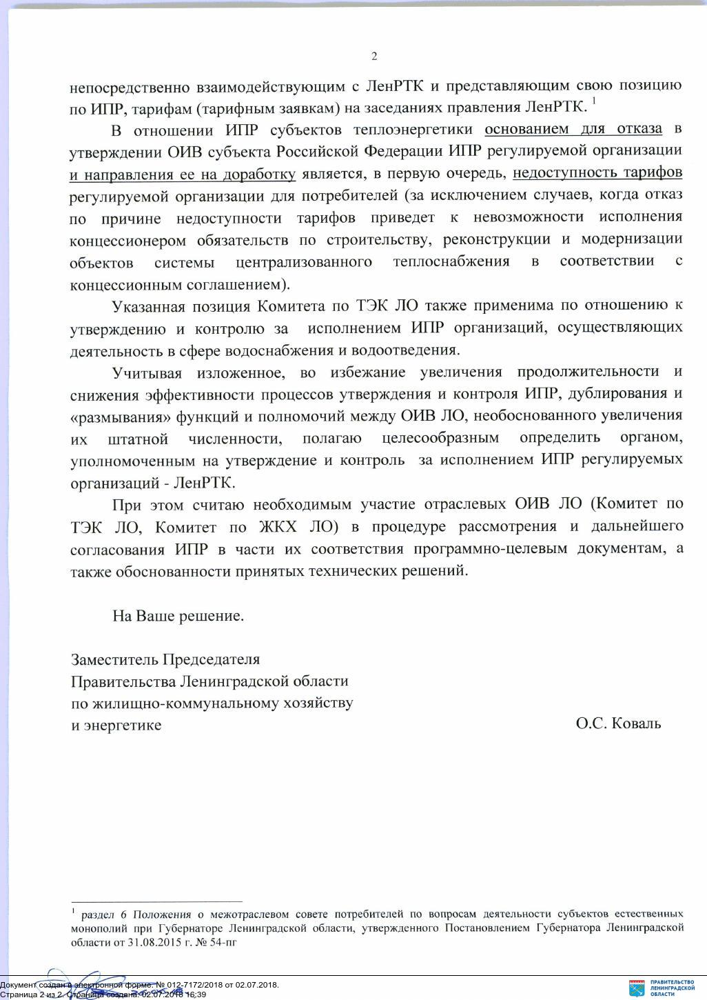 2
непосредственно взаимодействующим с ЛенРТК и представляющим свою позицию
по ИПР, тарифам (тарифным заявкам) на заседаниях правления ЛенРТК. 1
В отношении ИПР субъектов теплоэнергетики основанием для отказа в
утверждении ОИВ субъекта Российской Федерации ИПР регулируемой организации
и направления ее на доработку является, в первую очередь, недоступность тарифов
регулируемой организации для потребителей (за исключением случаев, когда отказ
по причине недоступности тарифов приведет к невозможности исполнения
концессионером обязательств по строительству, реконструкции и модернизации
объектов системы централизованного теплоснабжения в соответствии с
концессионным соглашением).
Указанная позиция Комитета по ТЭК ЛО также применима по отношению к
утверждению и контролю за исполнением ИПР организаций, осуществляющих
деятельность в сфере водоснабжения и водоотведения.
Учитывая изложенное, во избежание увеличения продолжительности и
снижения эффективности процессов утверждения и контроля ИПР, дублирования и
«размывания» функций и полномочий между ОИВ ЛО, необоснованного увеличения
их штатной численности, полагаю целесообразным определить органом,
уполномоченным на утверждение и контроль за исполнением ИПР регулируемых
организаций - ЛенРТК.
При этом считаю необходимым участие отраслевых ОИВ ЛО (Комитет по
ТЭК ЛО, Комитет по ЖКХ ЛО) в процедуре рассмотрения и дальнейшего
согласования ИПР в части их соответствия программно-целевым документам, а
также обоснованности принятых технических решений.
На Ваше решение.
Заместитель Председателя
Правительства Ленинградской области
по жилищно-коммунальному хозяйству
и энергетике
О.С. Коваль
1 раздел 6 Положения о межотраслевом совете потребителей по вопросам деятельности субъектов естественных
монополий при Губернаторе Ленинградской области, утвержденного Постановлением Губернатора Ленинградской
области от 31.08.2015 г. № 54-пг
Документ создан в электронной форме. № 012-7172/2018 от 02.07.2018.
Страница 2 из 2. Страница создана: 02.07.2018 16:39
ПРАВИТЕЛЬСТВО
ЛЕНИНГРАДСКОЙ
ОБЛАСТИ